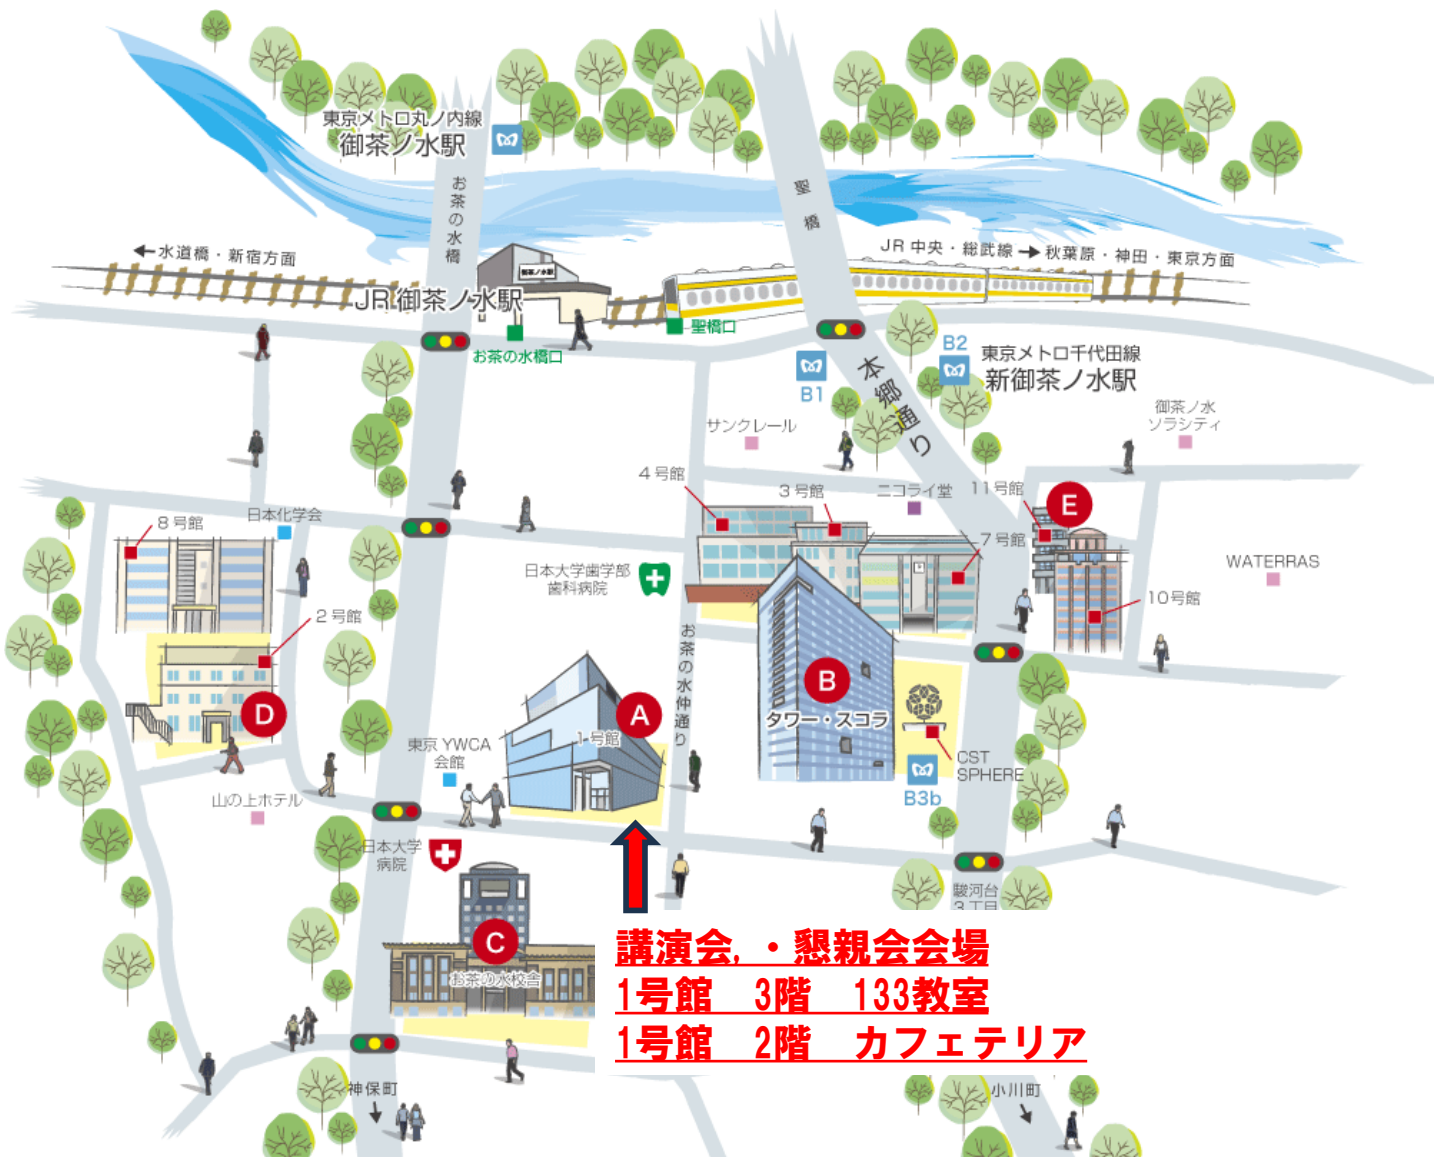 東京メトロ丸ノ内線
御茶ノ水駅
お茶の水橋
聖橋
←水道橋・新宿方面
JR 中央・総武線→秋葉原・神田・東京方面
御茶ノ水駅
JR 御茶ノ水駅
お茶の水橋口
聖橋口
B1
B2
東京メトロ千代田線
新御茶ノ水駅
本郷通り
サンクレール
御茶ノ水
ソラシティ
4号館
3号館
ニコライ堂
11号館
E
7号館
8号館
日本化学会
日本大学歯学部
歯科病院
WATERRAS
10号館
2号館
お茶の水仲通り
D
A
1号館
B
タワー・スコラ
東京 YWCA
会館
CST
SPHERE
B3b
山の上ホテル
日本大学
病院
駿河台
3丁目
C
お茶の水校舎
講演会,・懇親会会場
1号館 3階 133教室
1号館 2階 カフェテリア
神保町
小川町